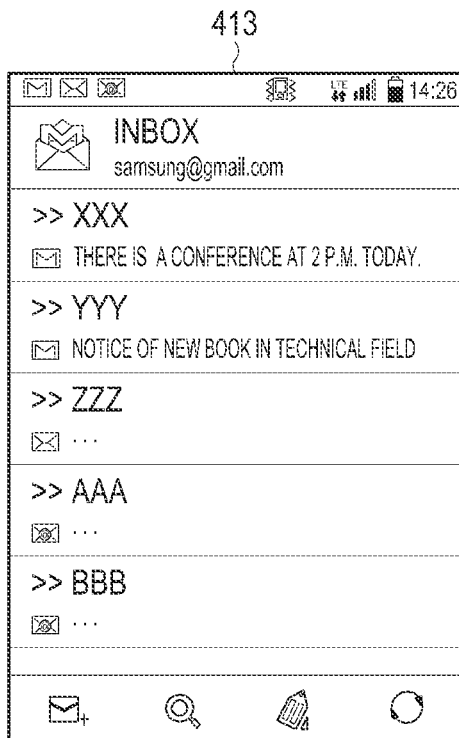 413
LTE 14:26
INBOX
samsung@gmail.com
>> XXX
THERE IS A CONFERENCE AT 2 P.M. TODAY.
>> YYY
NOTICE OF NEW BOOK IN TECHNICAL FIELD
>> ZZZ
...
>> AAA
...
>> BBB
...